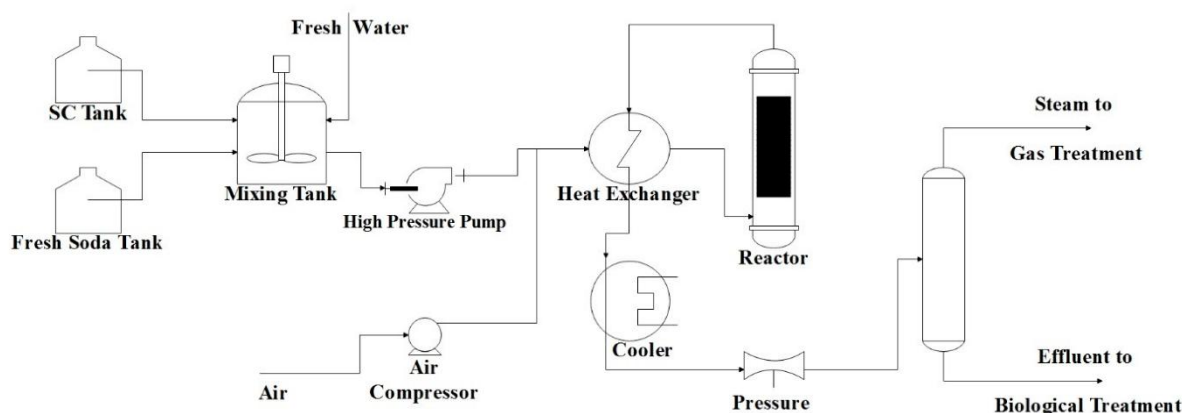 Fresh Water
SC Tank
Fresh Soda Tank
Mixing Tank
High Pressure Pump
Heat Exchanger
Reactor
Steam to
Gas Treatment
Air
Air
Compressor
Cooler
Pressure
Effluent to
Biological Treatment